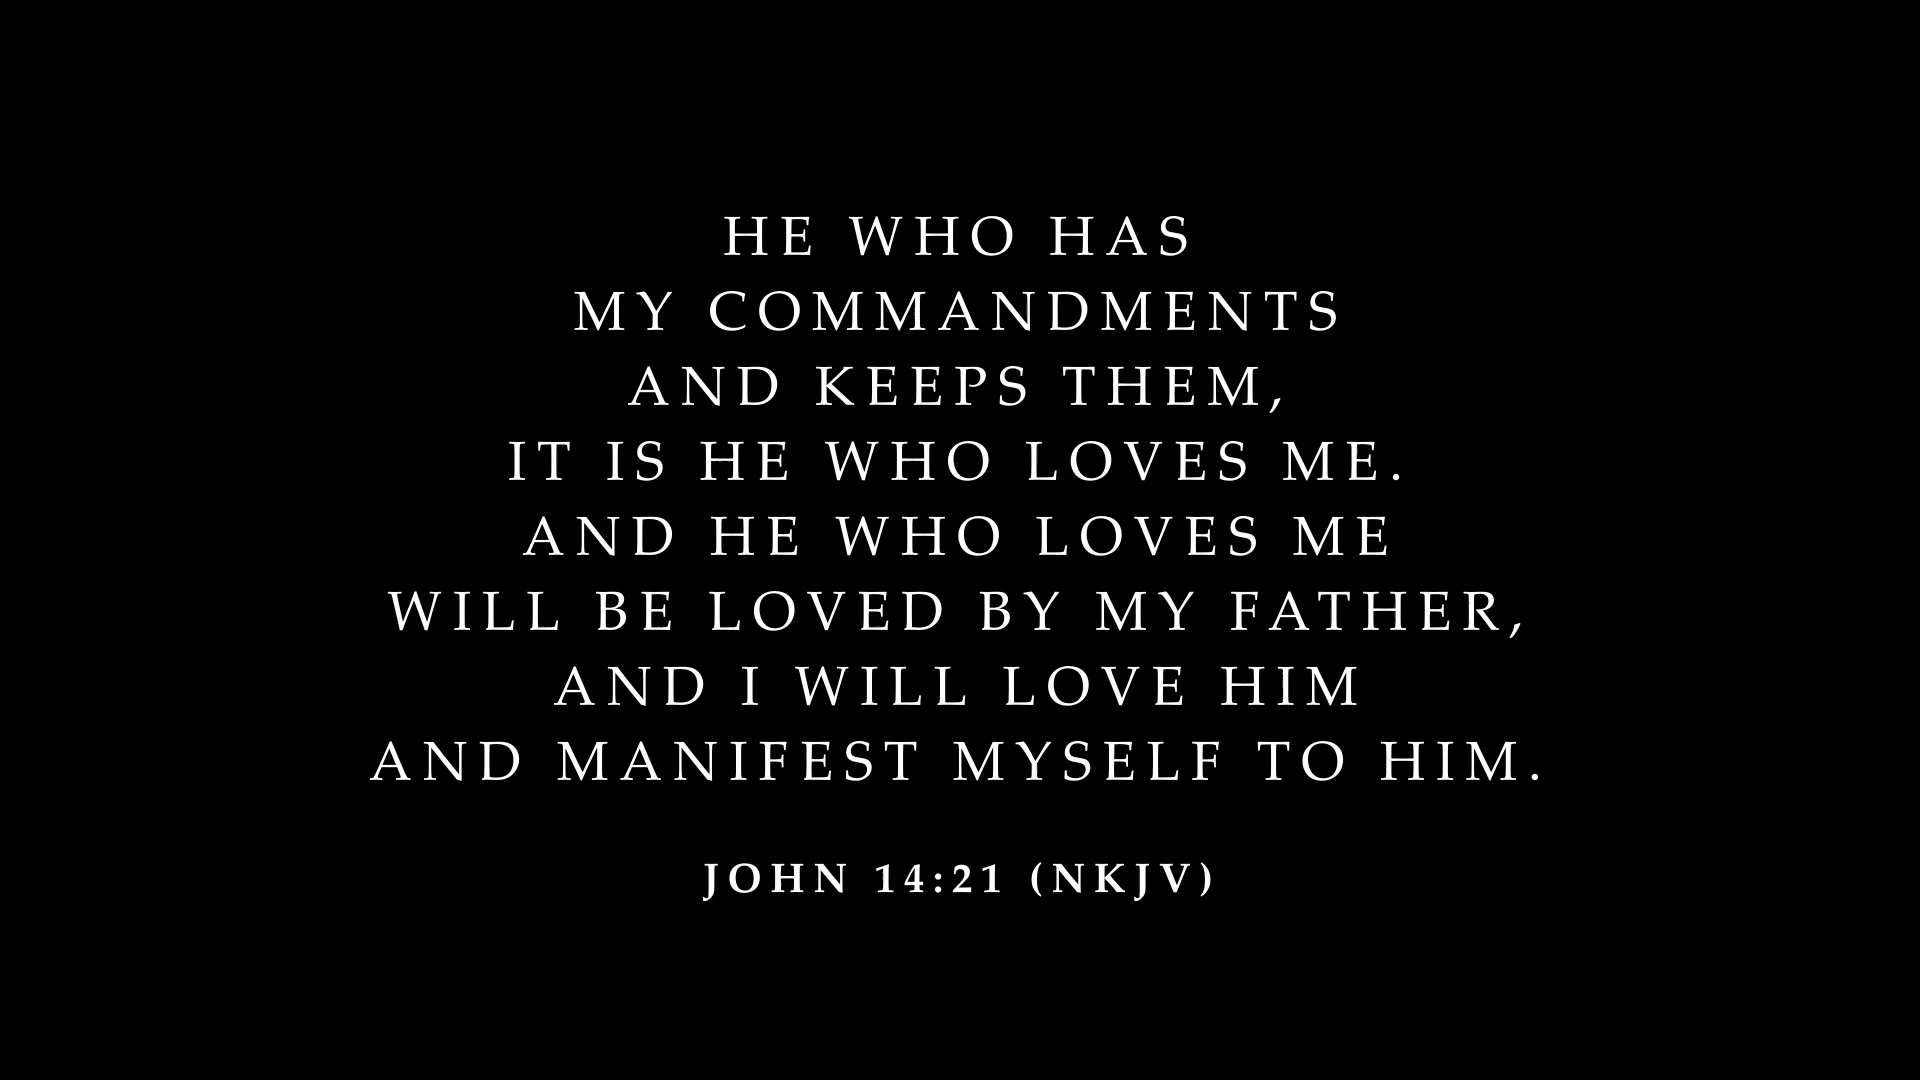 HE WHO HAS
MY COMMANDMENTS
AND KEEPS THEM,
IT IS HE WHO LOVES ME.
AND HE WHO LOVES ME
WILL BE LOVED BY MY FATHER,
AND I WILL LOVE HIM
AND MANIFEST MYSELF TO HIM.
JOHN 14:21 (NKJV)